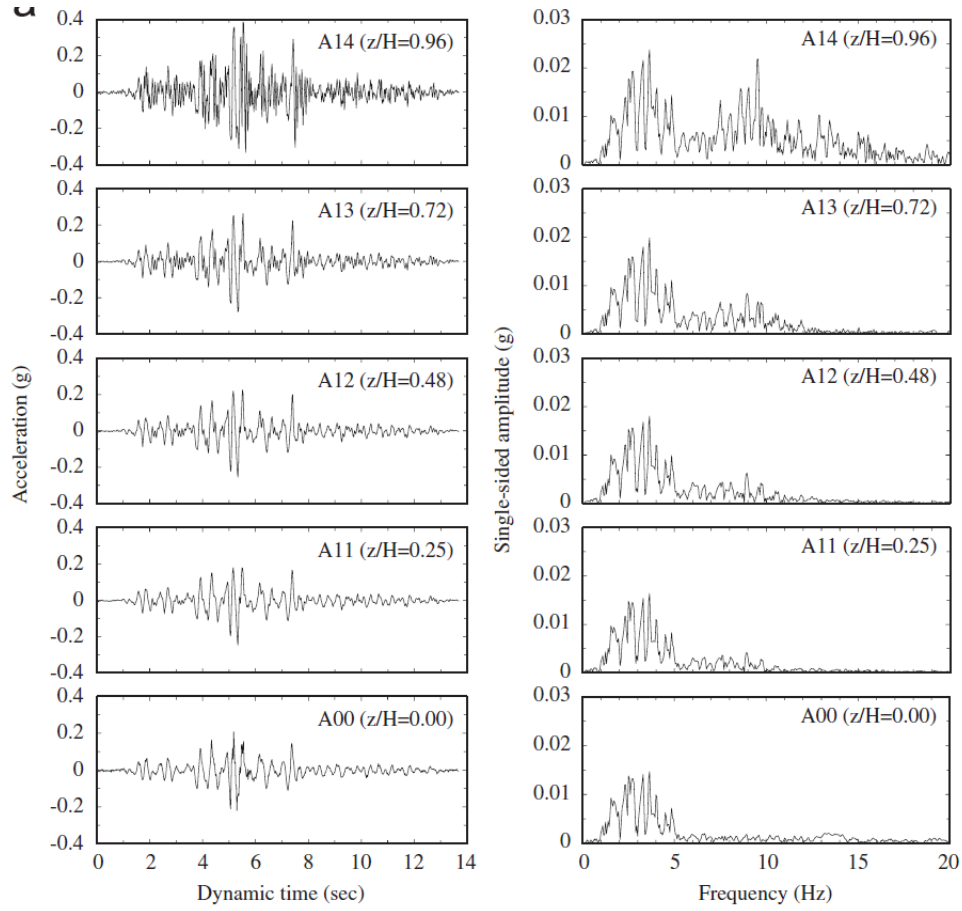 a
0.4
0.2
0
-0.2
-0.4
A14 (z/H=0.96)
0.4
0.2
0
-0.2
-0.4
A13 (z/H=0.72)
0.4
0.2
0
-0.2
-0.4
A12 (z/H=0.48)
0.4
0.2
0
-0.2
-0.4
A11 (z/H=0.25)
0.4
0.2
0
-0.2
-0.4
A00 (z/H=0.00)
0 2 4 6 8 10 12 14
Dynamic time (sec)
Acceleration (g)
0.03
0.02
0.01
0
A14 (z/H=0.96)
0.03
0.02
0.01
0
A13 (z/H=0.72)
0.03
0.02
0.01
0
A12 (z/H=0.48)
0.03
0.02
0.01
0
A11 (z/H=0.25)
0.03
0.02
0.01
0
A00 (z/H=0.00)
0 5 10 15 20
Frequency (Hz)
Single-sided amplitude (g)